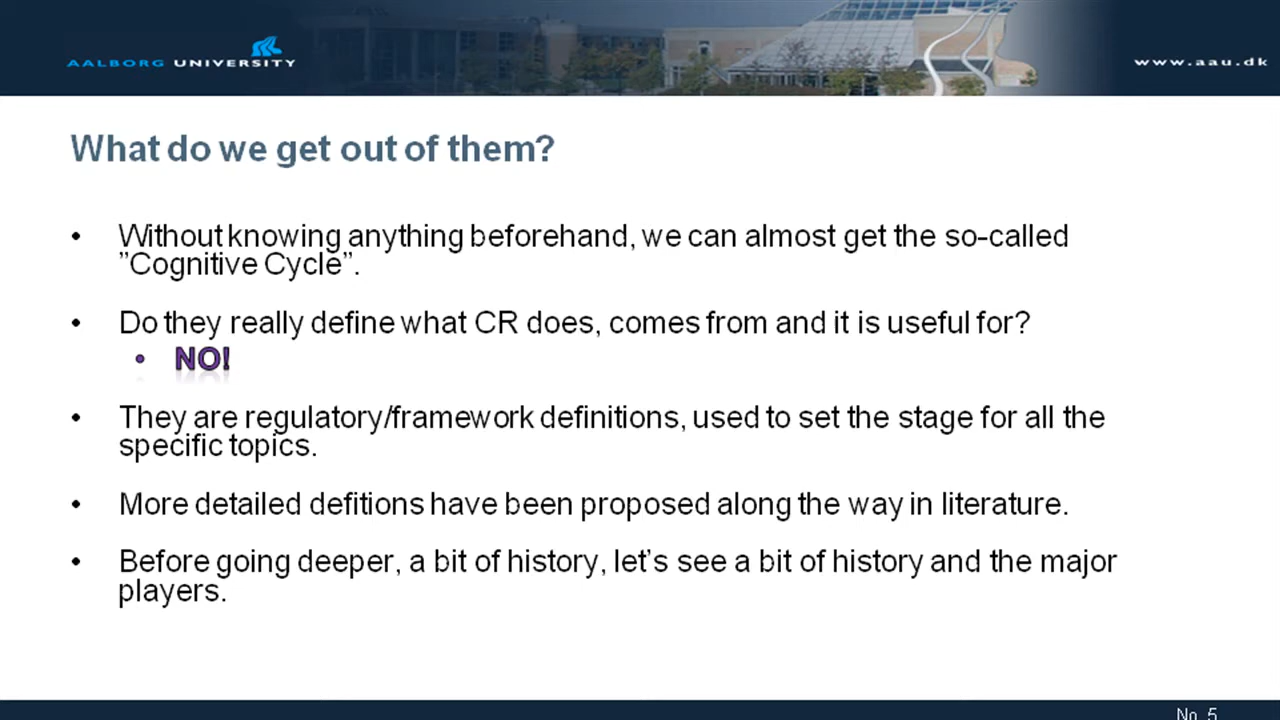 AALBORG UNIVERSITY
www.aau.dk
What do we get out of them?
• Without knowing anything beforehand, we can almost get the so-called
”Cognitive Cycle”.
• Do they really define what CR does, comes from and it is useful for?
• NO!
• They are regulatory/framework definitions, used to set the stage for all the
specific topics.
• More detailed defitions have been proposed along the way in literature.
• Before going deeper, a bit of history, let’s see a bit of history and the major
players.
No. 5